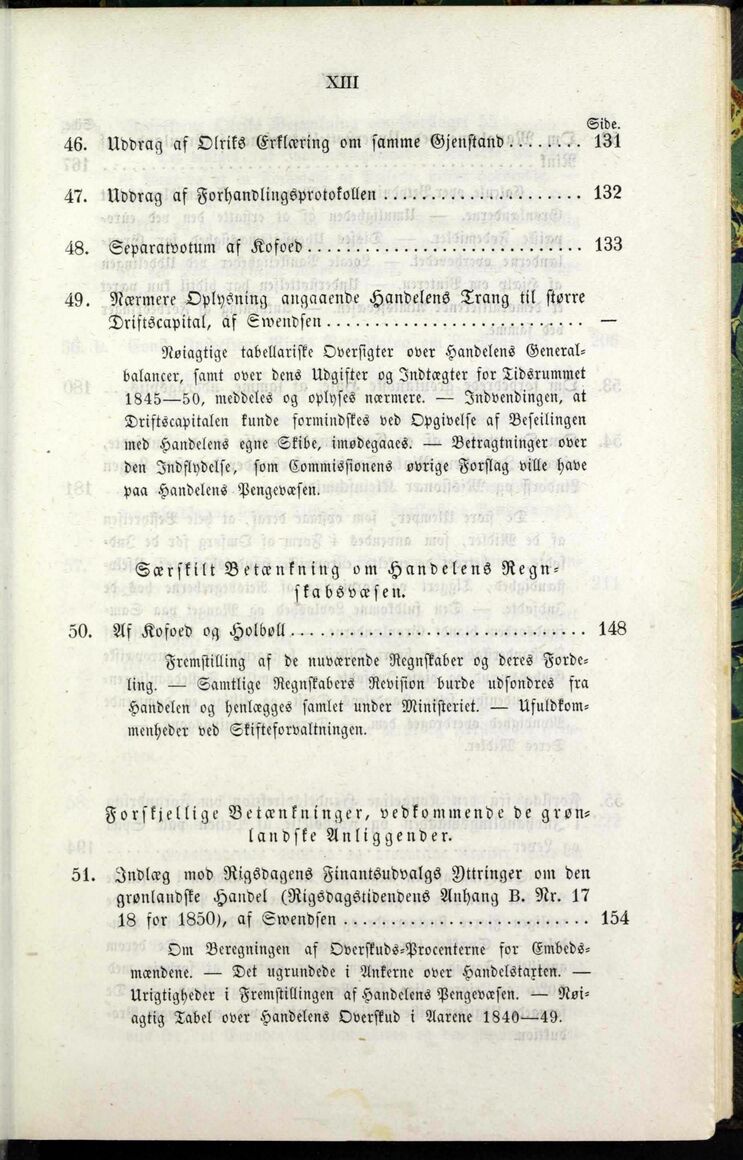 XIII
Side.
46. Uddrag af Olriks Erklæring om samme Gjenstand ........ 131
47. Uddrag af Forhandlingsprotokollen ..................... 132
48. Separatvotum af Kofoed ............................. 133
49. Nærmere Oplysning angaaende Handelens Trang til større
Driftscapital, af Swendsen ........................... —
Nøiagtige tabellariske Oversigter over Handelens General-
balancer, samt over dens Udgifter og Indtægter for Tidsrummet
1845—50, meddeles og oplyses nærmere. — Indvendingen, at
Driftscapitalen kunde formindskes ved Opgivelse af Beseilingen
med Handelens egne Skibe, imødegaaes. — Betragtninger over
den Indflydelse, som Commissionens øvrige Forslag ville have
paa Handelens Pengevæsen.
Særskilt Betænkning om Handelens Regn-
skabsvæsen.
50. Af Kofoed og Holbøll ............................... 148
Fremstilling af de nuværende Regnskaber og deres Forde-
ling. — Samtlige Regnskabers Revision burde udsondres fra
Handelen og henlægges samlet under Ministeriet. — Ufuldkom-
menheder ved Skifteforvaltningen.
Forskjellige Betænkninger, vedkommende de grøn-
landske Anliggender.
51. Indlæg mod Rigsdagens Finantsudvalgs Yttringer om den
grønlandske Handel (Rigsdagstidendens Anhang B. Nr. 17
18 for 1850), af Swendsen .......................... 154
Om Beregningen af Overskuds-Procenterne for Embeds-
mændene. — Det ugrundede i Ankerne over Handelstaxten. —
Urigtigheder i Fremstillingen af Handelens Pengevæsen. — Nøi-
agtig Tabel over Handelens Overskud i Aarene 1840—49.